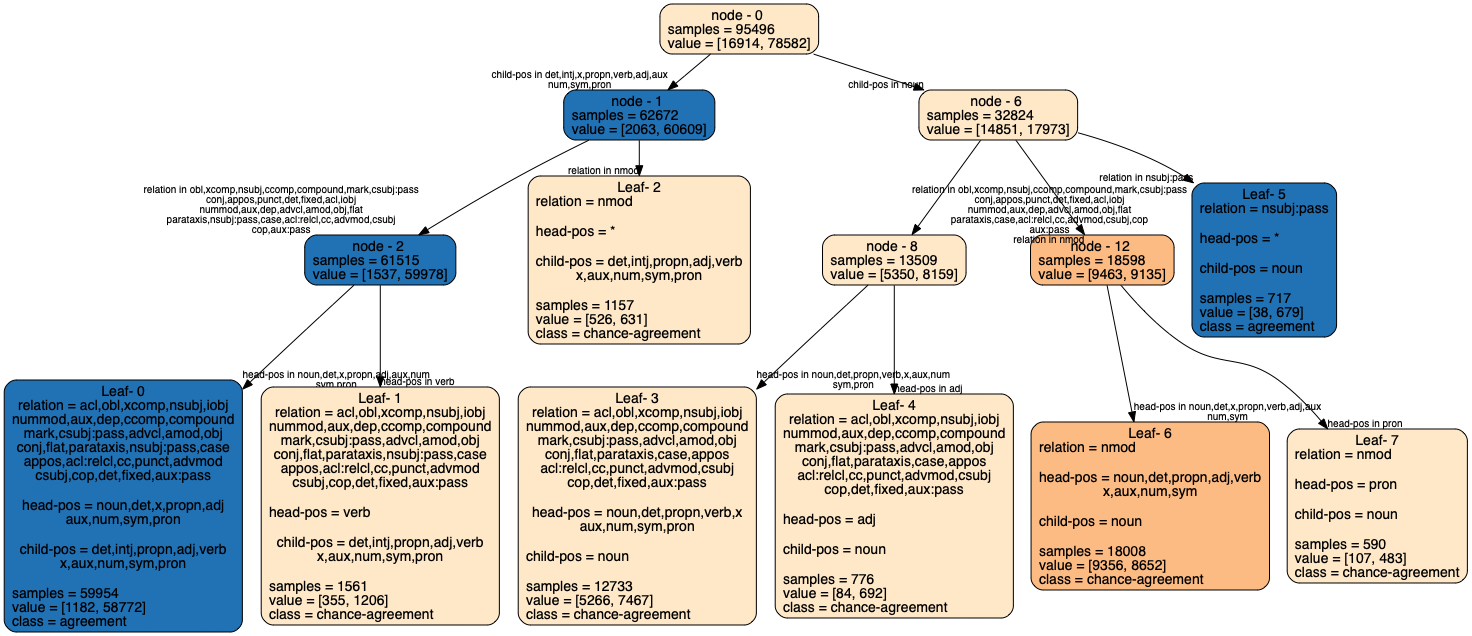 node - 0
samples = 95496
value = [16914, 78582]
child-pos in det,intj,x,propn,verb,adj,aux
num,sym,pron
child-pos in noun
node - 1
samples = 62672
value = [2063, 60609]
node - 6
samples = 32824
value = [14851, 17973]
relation in obl,xcomp,nsubj,ccomp,compound,mark,csubj:pass
conj,appos,punct,det,fixed,acl,iobj
nummod,aux,dep,advcl,amod,obj,flat
parataxis,nsubj:pass,case,acl:relcl,cc,advmod,csubj
cop,aux:pass
relation in nmod
relation in obl,xcomp,nsubj,ccomp,compound,mark,csubj:pass
conj,appos,punct,det,fixed,acl,iobj
nummod,aux,dep,advcl,amod,obj,flat
parataxis,case,acl:relcl,cc,advmod,csubj,cop
aux:pass
relation in nmod
relation in nsubj:pass
node - 2
samples = 61515
value = [1537, 59978]
Leaf- 2
relation = nmod
head-pos = *
child-pos = det,intj,propn,adj,verb
x,aux,num,sym,pron
samples = 1157
value = [526, 631]
class = chance-agreement
node - 8
samples = 13509
value = [5350, 8159]
node - 12
samples = 18598
value = [9463, 9135]
Leaf- 5
relation = nsubj:pass
head-pos = *
child-pos = noun
samples = 717
value = [38, 679]
class = agreement
head-pos in noun,det,x,propn,adj,aux,num
sym,pron
head-pos in verb
head-pos in noun,det,propn,verb,x,aux,num
sym,pron
head-pos in adj
head-pos in noun,det,x,propn,verb,adj,aux
num,sym
head-pos in pron
Leaf- 0
relation = acl,obl,xcomp,nsubj,iobj
nummod,aux,dep,ccomp,compound
mark,csubj:pass,advcl,amod,obj
conj,flat,parataxis,nsubj:pass,case
appos,acl:relcl,cc,punct,advmod
csubj,cop,det,fixed,aux:pass
head-pos = noun,det,x,propn,adj
aux,num,sym,pron
child-pos = det,intj,propn,adj,verb
x,aux,num,sym,pron
samples = 59954
value = [1182, 58772]
class = agreement
Leaf- 1
relation = acl,obl,xcomp,nsubj,iobj
nummod,aux,dep,ccomp,compound
mark,csubj:pass,advcl,amod,obj
conj,flat,parataxis,nsubj:pass,case
appos,acl:relcl,cc,punct,advmod
csubj,cop,det,fixed,aux:pass
head-pos = verb
child-pos = det,intj,propn,adj,verb
x,aux,num,sym,pron
samples = 1561
value = [355, 1206]
class = chance-agreement
Leaf- 3
relation = acl,obl,xcomp,nsubj,iobj
nummod,aux,dep,ccomp,compound
mark,csubj:pass,advcl,amod,obj
conj,flat,parataxis,case,appos
acl:relcl,cc,punct,advmod,csubj
cop,det,fixed,aux:pass
head-pos = noun,det,propn,verb,x
aux,num,sym,pron
child-pos = noun
samples = 12733
value = [5266, 7467]
class = chance-agreement
Leaf- 4
relation = acl,obl,xcomp,nsubj,iobj
nummod,aux,dep,ccomp,compound
mark,csubj:pass,advcl,amod,obj
conj,flat,parataxis,case,appos
acl:relcl,cc,punct,advmod,csubj
cop,det,fixed,aux:pass
head-pos = adj
child-pos = noun
samples = 776
value = [84, 692]
class = chance-agreement
Leaf- 6
relation = nmod
head-pos = noun,det,propn,adj,verb
x,aux,num,sym
child-pos = noun
samples = 18008
value = [9356, 8652]
class = chance-agreement
Leaf- 7
relation = nmod
head-pos = pron
child-pos = noun
samples = 590
value = [107, 483]
class = chance-agreement